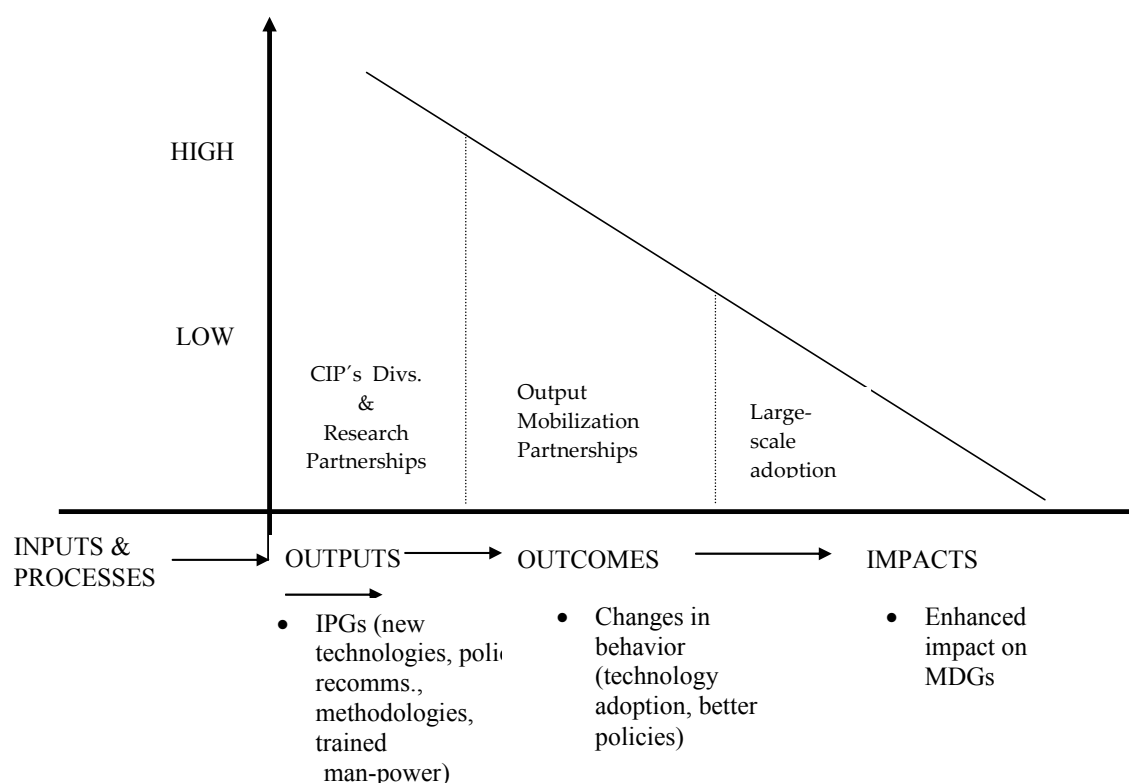 HIGH
LOW
CIP´s Divs.
&
Research
Partnerships
Output
Mobilization
Partnerships
Large-
scale
adoption
INPUTS &
PROCESSES
OUTPUTS
OUTCOMES
IMPACTS
• IPGs (new
technologies,
recomms.,
methodologies,
trained
man-power)
• Changes in
behavior
(technology
adoption, better
policies)
• Enhanced
impact on
MDGs